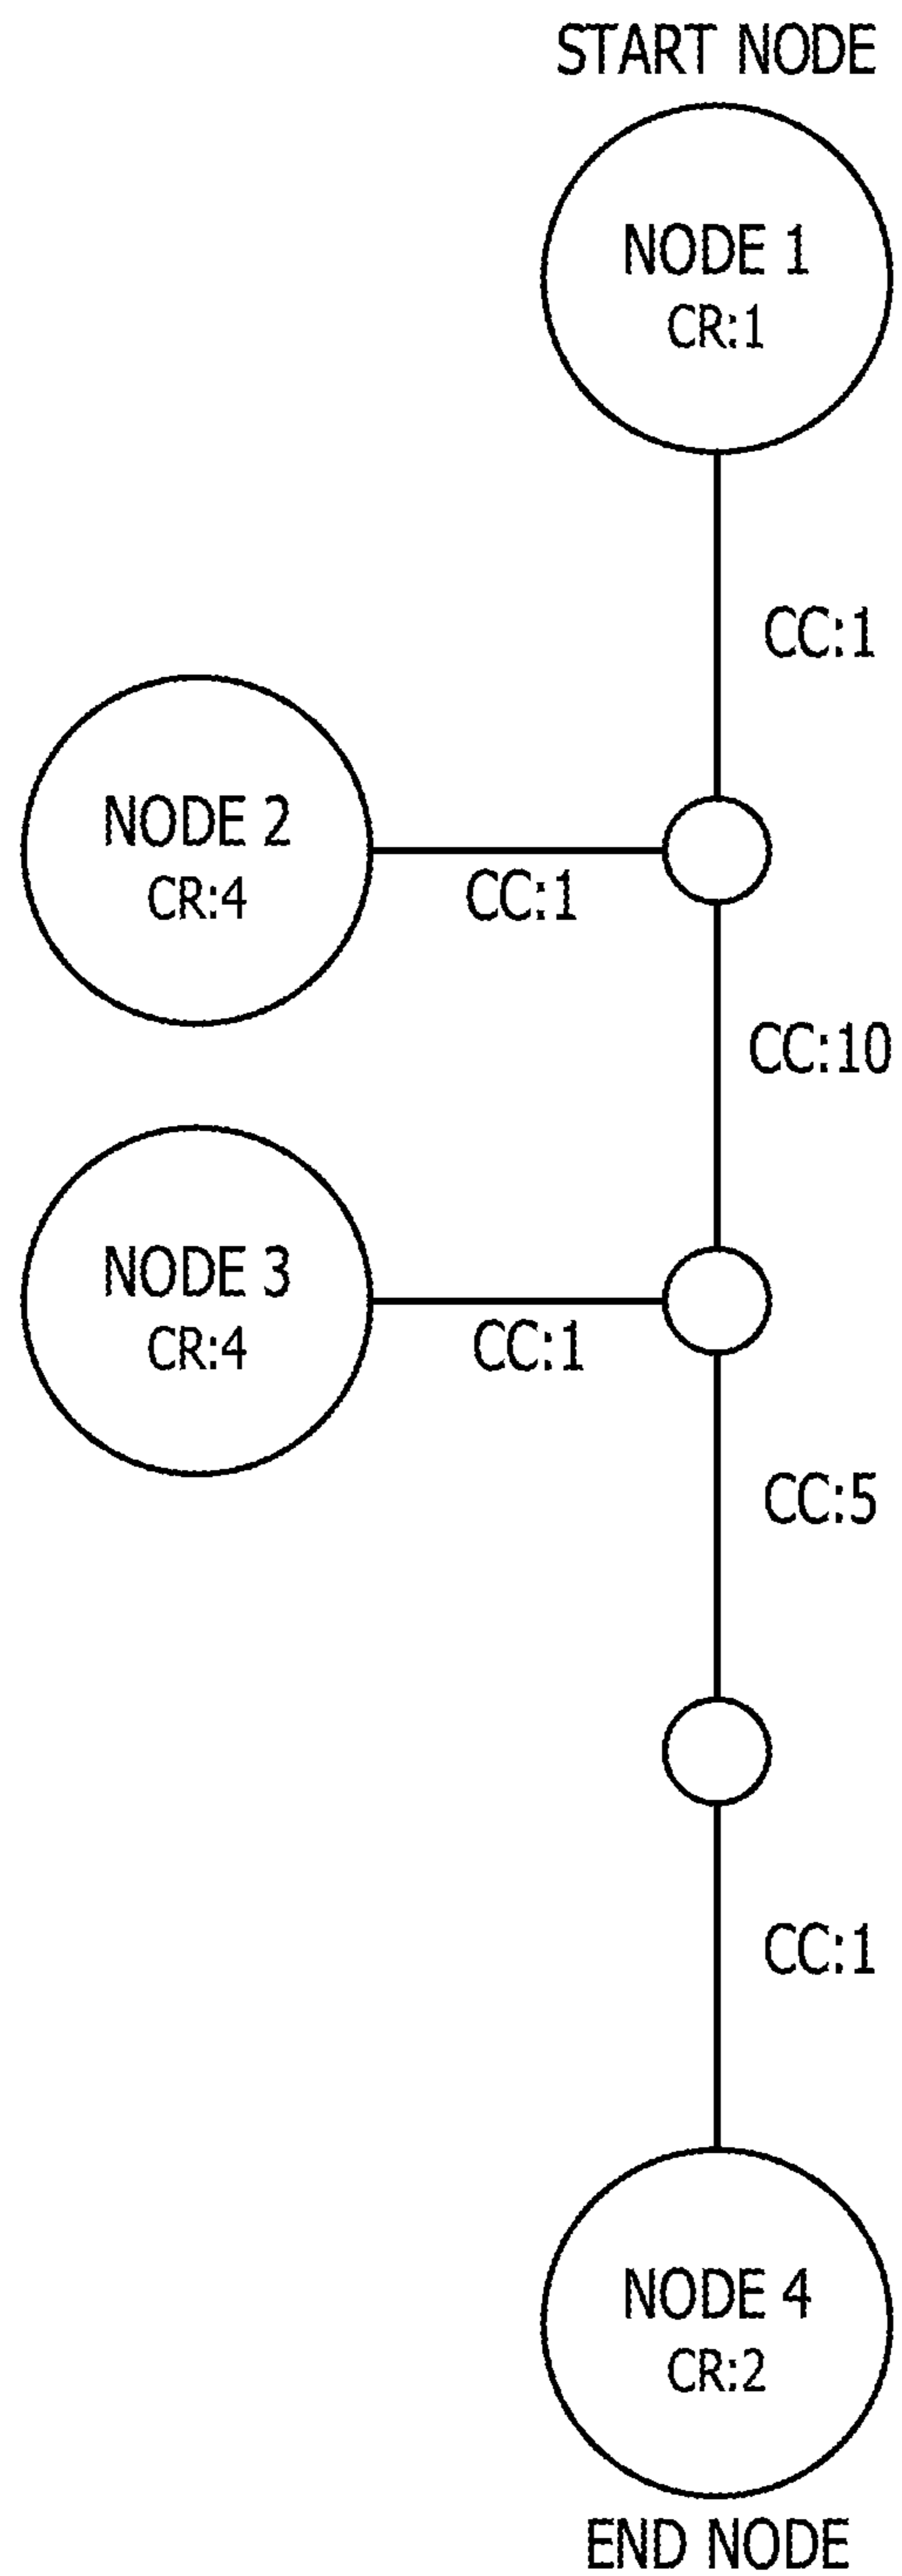 START NODE
NODE 1
CR:1
CC:1
NODE 2
CR:4
CC:1
CC:10
NODE 3
CR:4
CC:1
CC:5
CC:1
NODE 4
CR:2
END NODE